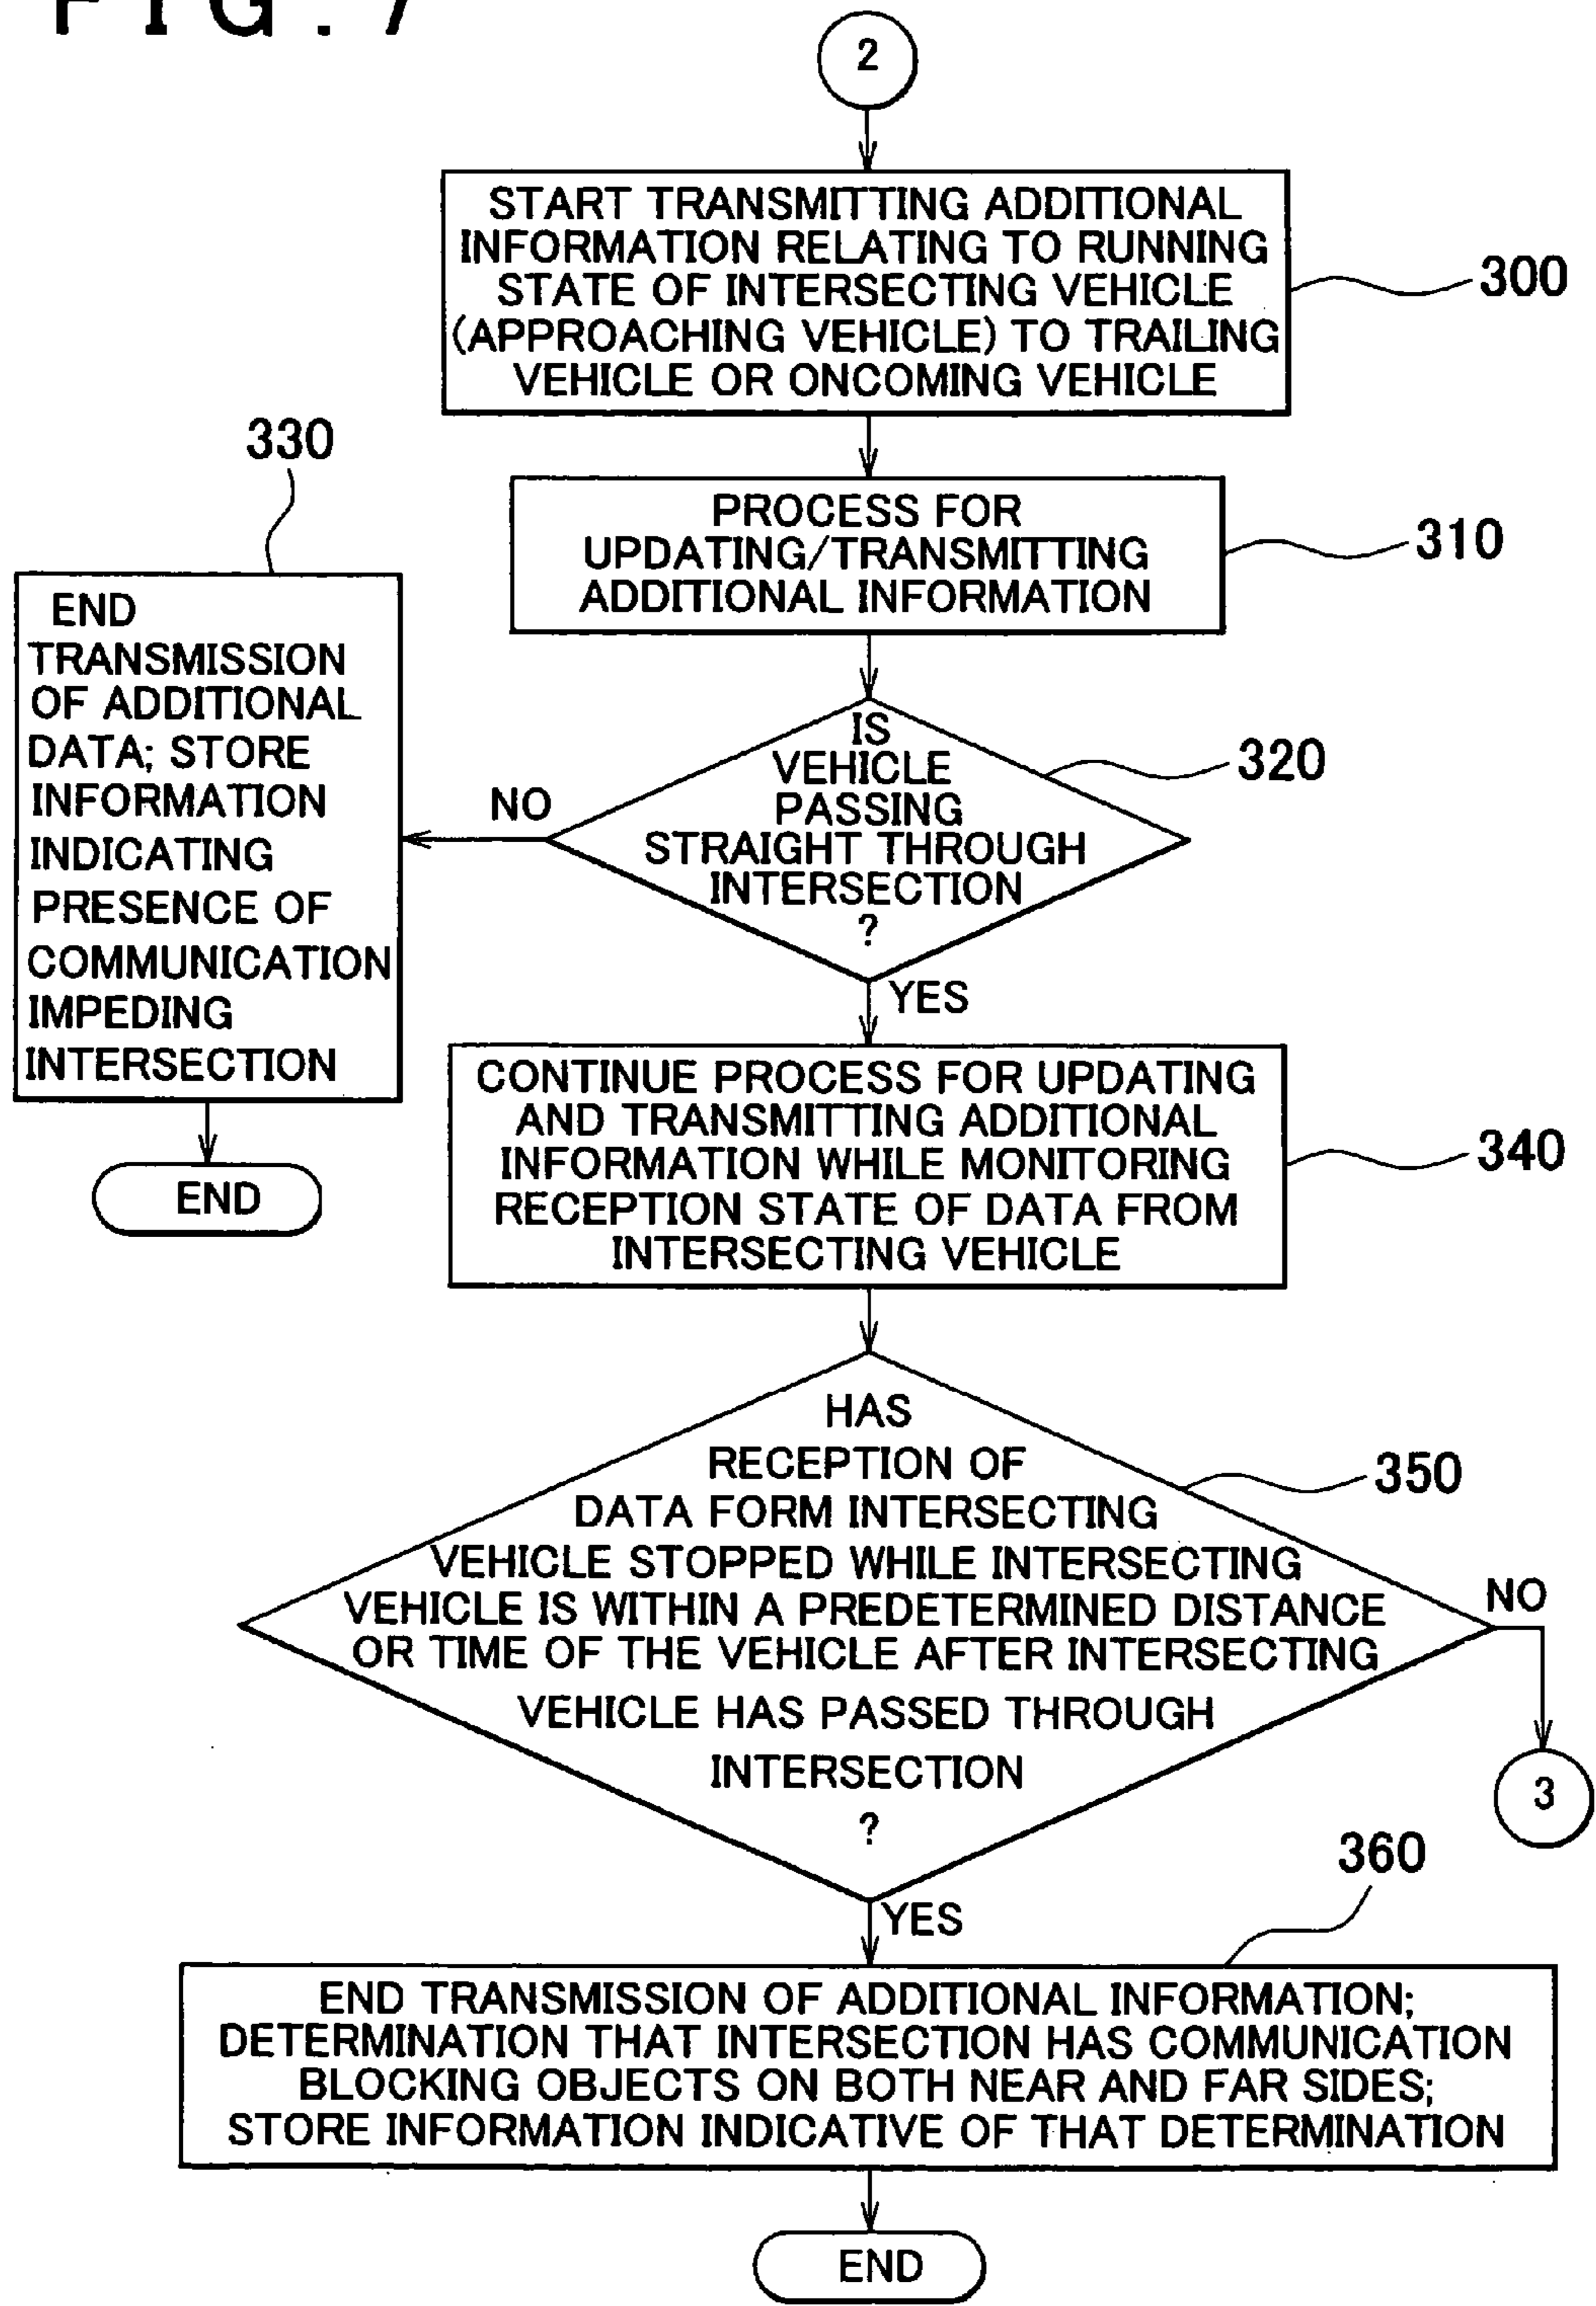 FIG. 7
2
START TRANSMITTING ADDITIONAL
INFORMATION RELATING TO RUNNING
STATE OF INTERSECTING VEHICLE
(APPROACHING VEHICLE) TO TRAILING
VEHICLE OR ONCOMING VEHICLE
300
PROCESS FOR
UPDATING/TRANSMITTING
ADDITIONAL INFORMATION
310
IS
VEHICLE
PASSING
STRAIGHT THROUGH
INTERSECTION
?
320
NO
330
END
TRANSMISSION
OF ADDITIONAL
DATA; STORE
INFORMATION
INDICATING
PRESENCE OF
COMMUNICATION
IMPEDING
INTERSECTION
END
YES
CONTINUE PROCESS FOR UPDATING
AND TRANSMITTING ADDITIONAL
INFORMATION WHILE MONITORING
RECEPTION STATE OF DATA FROM
INTERSECTING VEHICLE
340
HAS
RECEPTION OF
DATA FORM INTERSECTING
VEHICLE STOPPED WHILE INTERSECTING
VEHICLE IS WITHIN A PREDETERMINED DISTANCE
OR TIME OF THE VEHICLE AFTER INTERSECTING
VEHICLE HAS PASSED THROUGH
INTERSECTION
?
350
NO
3
YES
360
END TRANSMISSION OF ADDITIONAL INFORMATION;
DETERMINATION THAT INTERSECTION HAS COMMUNICATION
BLOCKING OBJECTS ON BOTH NEAR AND FAR SIDES;
STORE INFORMATION INDICATIVE OF THAT DETERMINATION
END